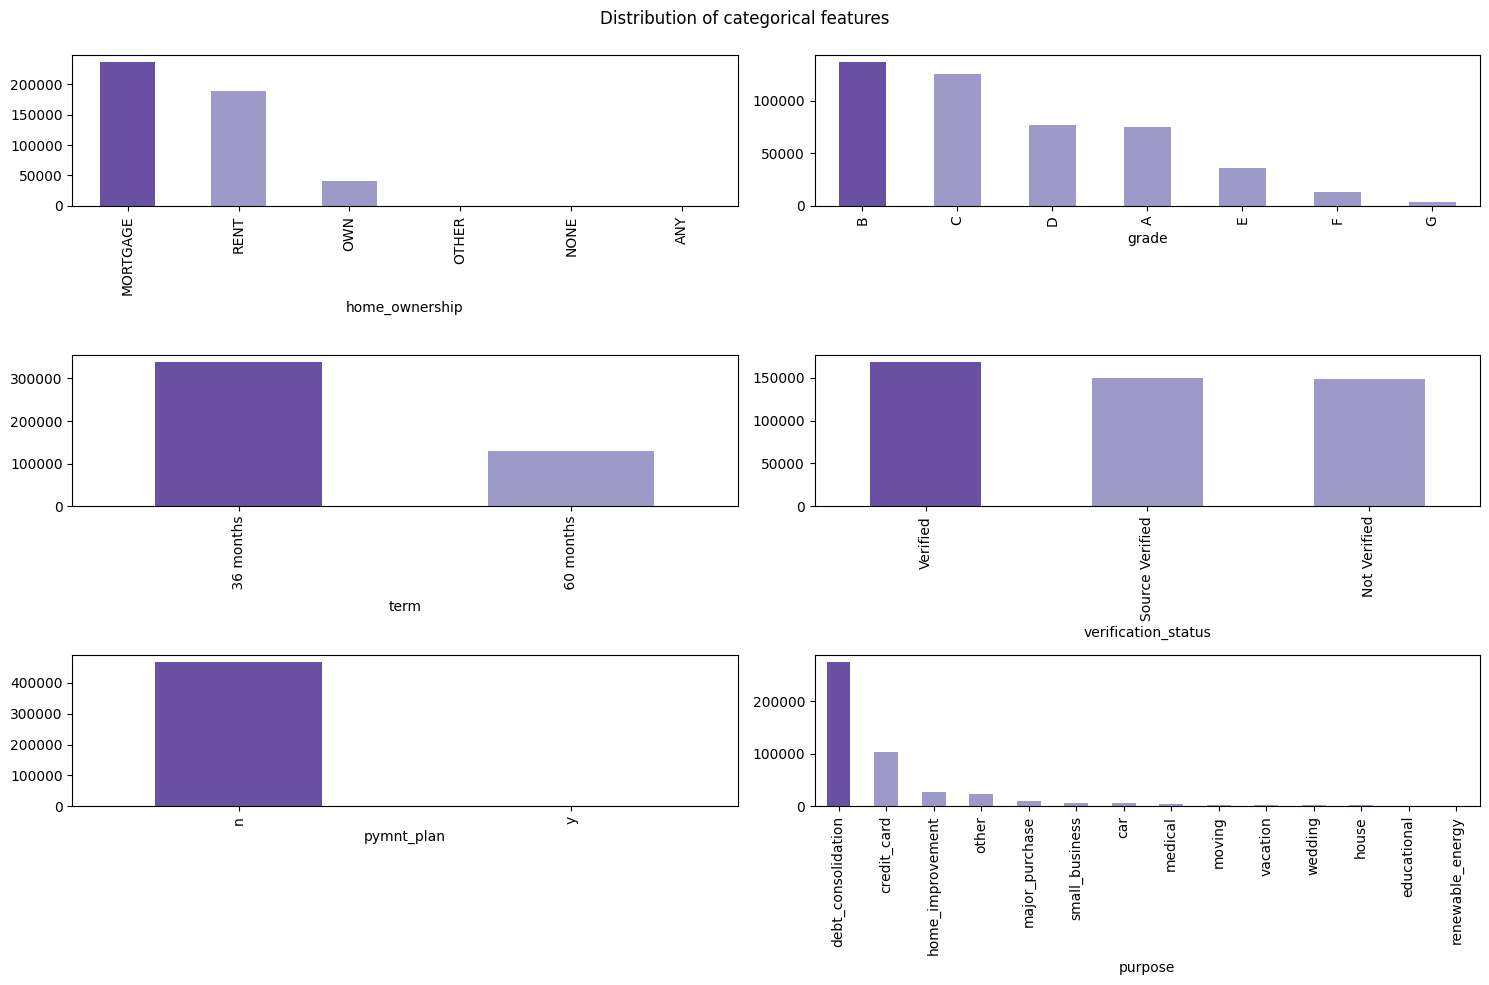 Distribution of categorical features
200000
150000
100000
50000
0
MORTGAGE
RENT
OWN
OTHER
NONE
ANY
home_ownership
100000
50000
0
B
C
D
A
E
F
G
grade
300000
200000
100000
0
36 months
60 months
term
150000
100000
50000
0
Verified
Source Verified
Not Verified
verification_status
400000
300000
200000
100000
0
n
y
pymnt_plan
200000
100000
0
debt_consolidation
credit_card
home_improvement
other
major_purchase
small_business
car
medical
moving
vacation
wedding
house
educational
renewable_energy
purpose